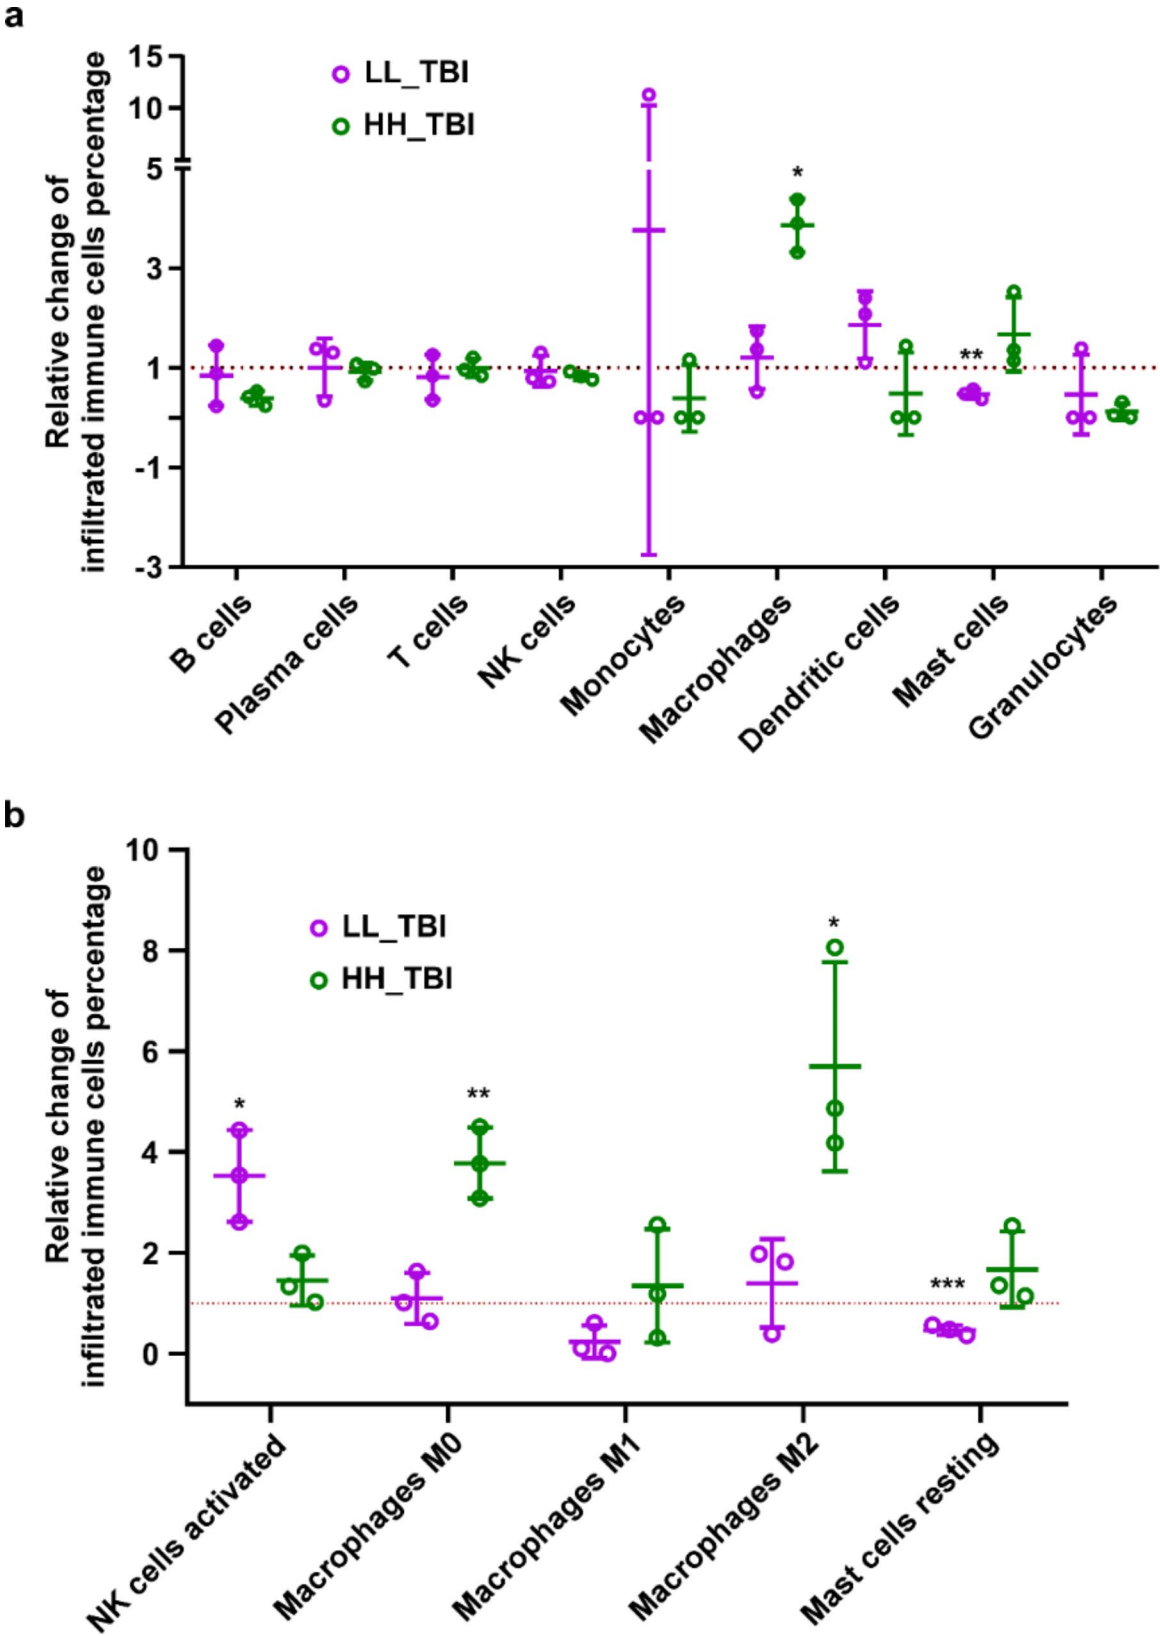 a
Relative change of
infiltrated immune cells percentage
15
10
5
3
1
-1
-3
LL_TBI
HH_TBI
*
**
B cells
Plasma cells
T cells
NK cells
Monocytes
Macrophages
Dendritic cells
Mast cells
Granulocytes
b
Relative change of
infiltrated immune cells percentage
10
8
6
4
2
0
LL_TBI
HH_TBI
*
**
*
***
NK cells activated
Macrophages M0
Macrophages M1
Macrophages M2
Mast cells resting